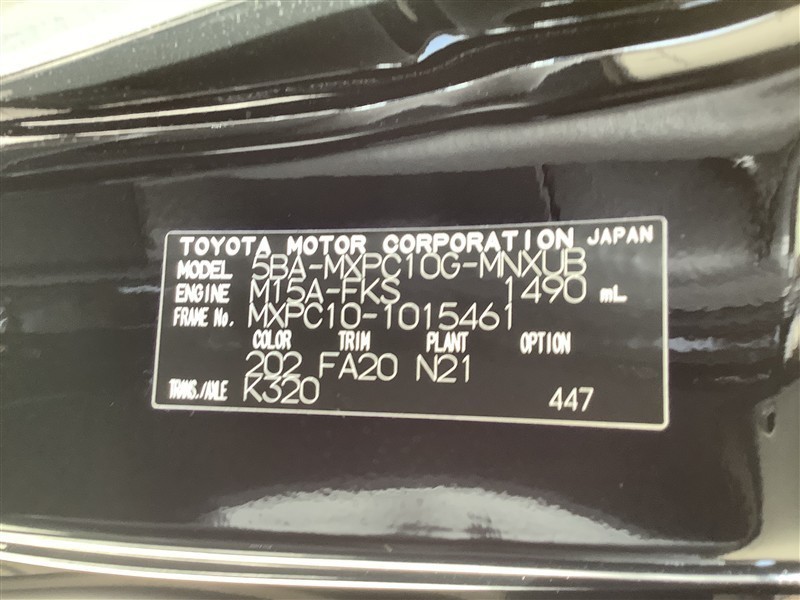 TOYOTA MOTOR CORPORATION JAPAN
MODEL 5BA-MXPC10G-MNXUB
ENGINE M15A-FKS 1490 mL
FRAME No. MXPC10-1015461
COLOR TRIM PLANT OPTION
202 FA20 N21
TRANS./AXLE K320 447